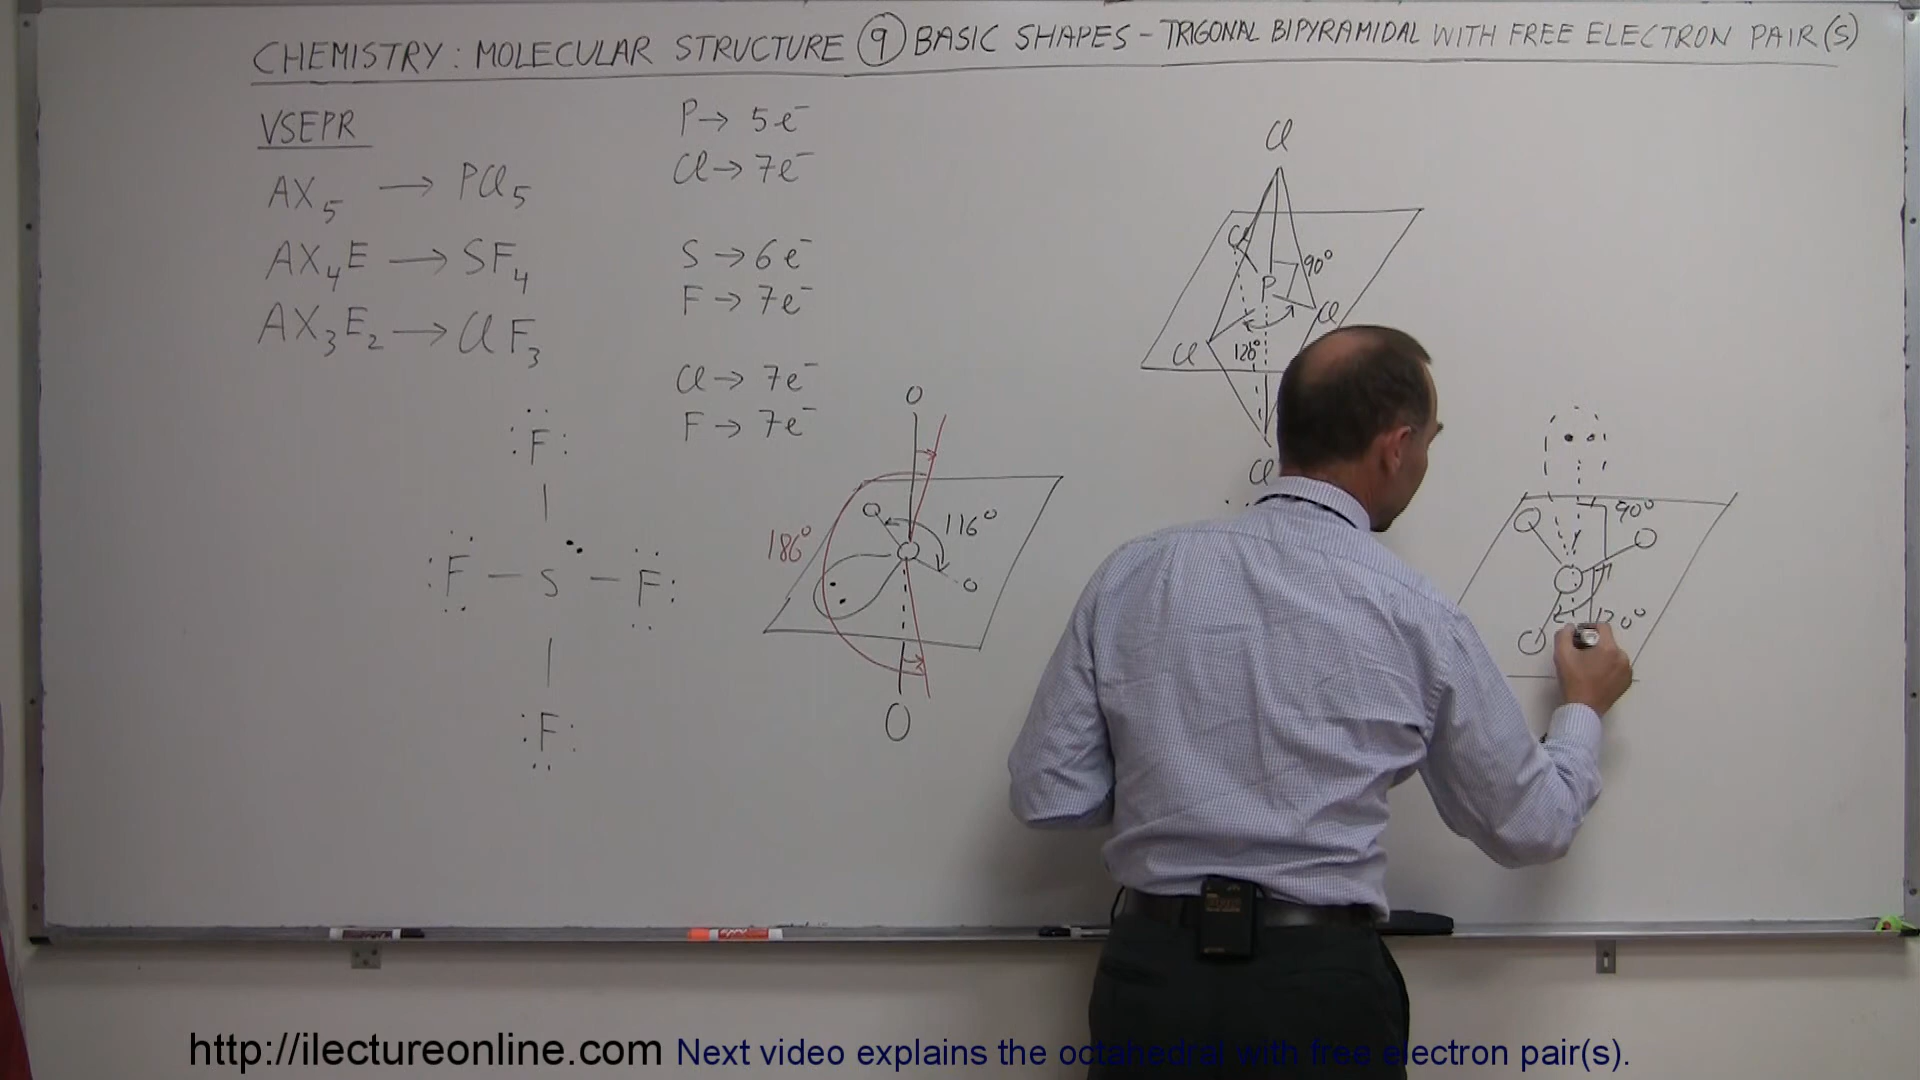 CHEMISTRY: MOLECULAR STRUCTURE ⑨ BASIC SHAPES - TRIGONAL BIPYRAMIDAL WITH FREE ELECTRON PAIR(S)
VSEPR
AX₅ → PCl₅
AX₄E → SF₄
AX₃E₂ → ClF₃
P → 5e⁻
Cl → 7e⁻
S → 6e⁻
F → 7e⁻
Cl → 7e⁻
F → 7e⁻
F
F - S - F
F
186°
116°
Cl
Cl
90°
P
Cl
Cl
120°
Cl
90°
120°
http://ilectureonline.com Next video explains the octahedral with free electron pair(s).